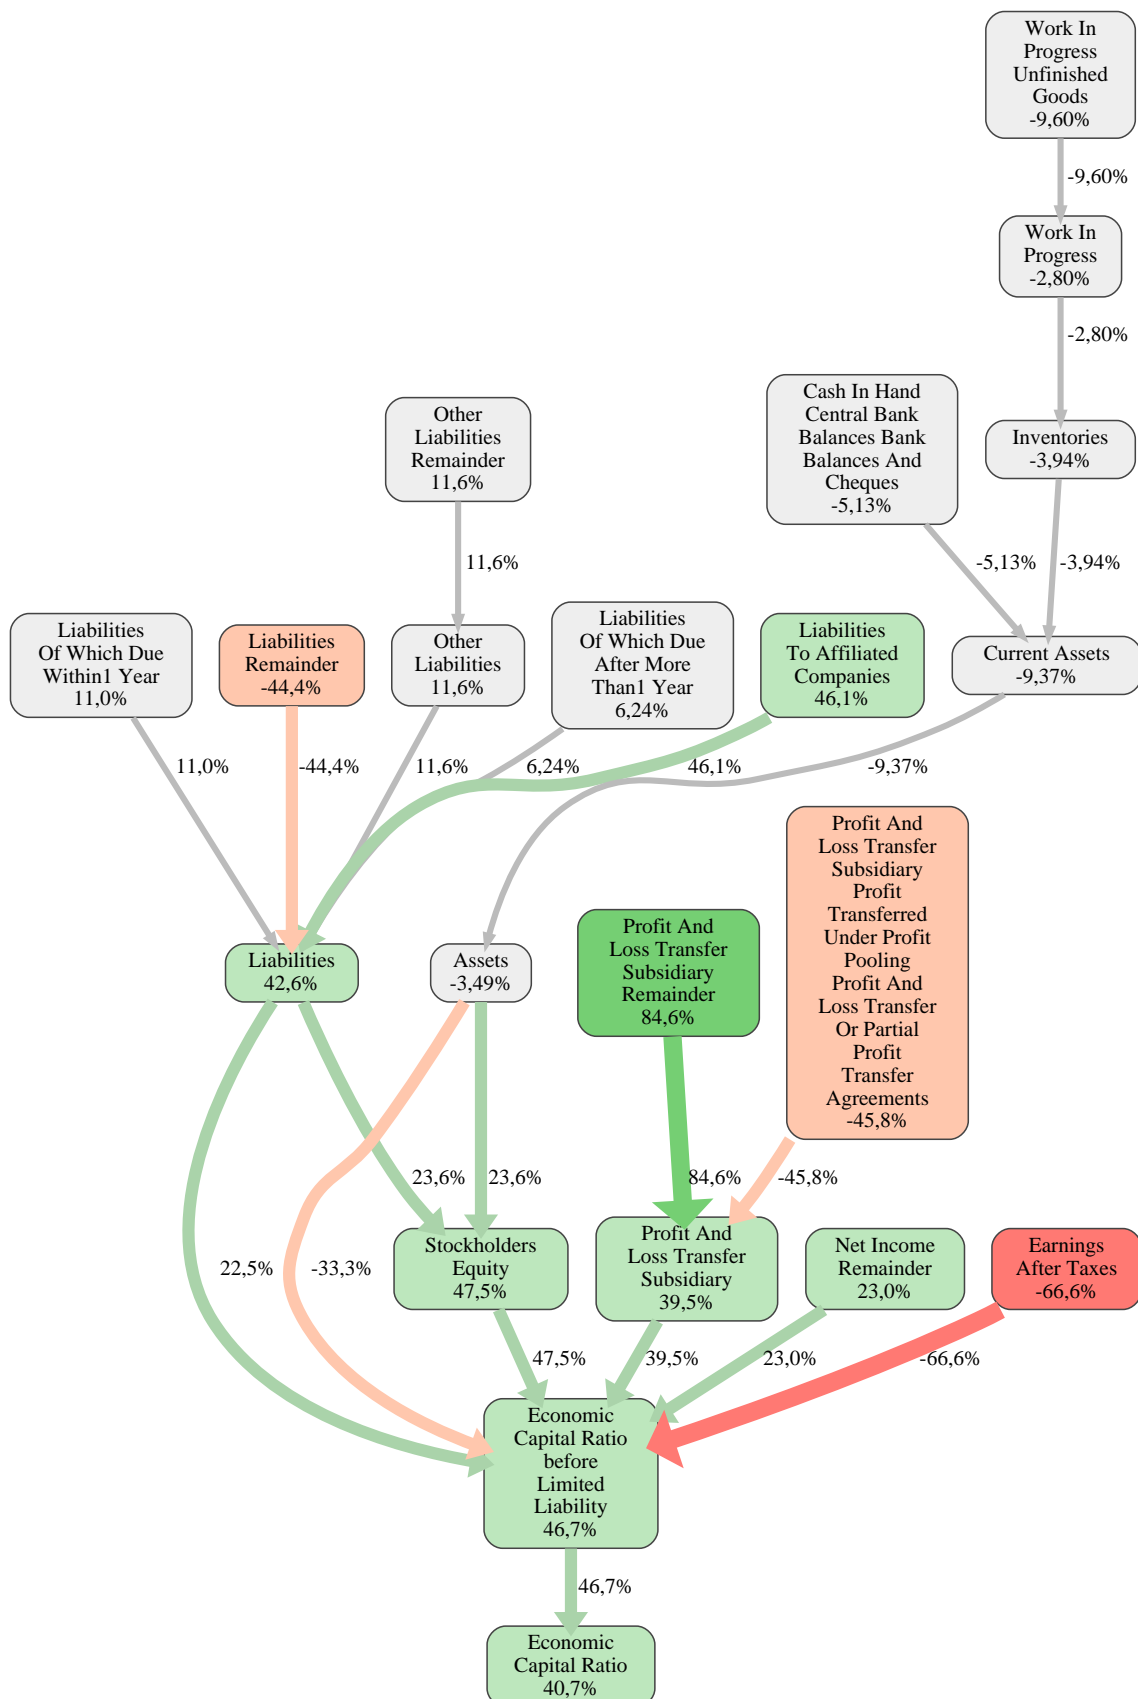 Work In
Progress
Unfinished
Goods
-9,60%
-9,60%
Work In
Progress
-2,80%
-2,80%
Cash In Hand
Central Bank
Balances Bank
Balances And
Cheques
-5,13%
Inventories
-3,94%
Other
Liabilities
Remainder
11,6%
11,6%
-5,13%
-3,94%
Liabilities
Of Which Due
Within1 Year
11,0%
Liabilities
Remainder
-44,4%
Other
Liabilities
11,6%
Liabilities
Of Which Due
After More
Than1 Year
6,24%
Liabilities
To Affiliated
Companies
46,1%
Current Assets
-9,37%
11,0%
-44,4%
11,6%
6,24%
46,1%
-9,37%
Profit And
Loss Transfer
Subsidiary
Profit
Transferred
Under Profit
Pooling
Profit And
Loss Transfer
Or Partial
Profit
Transfer
Agreements
-45,8%
Profit And
Loss Transfer
Subsidiary
Remainder
84,6%
Liabilities
42,6%
Assets
-3,49%
23,6%
23,6%
84,6%
-45,8%
22,5%
-33,3%
Stockholders
Equity
47,5%
Profit And
Loss Transfer
Subsidiary
39,5%
Net Income
Remainder
23,0%
Earnings
After Taxes
-66,6%
47,5%
39,5%
23,0%
-66,6%
Economic
Capital Ratio
before
Limited
Liability
46,7%
46,7%
Economic
Capital Ratio
40,7%